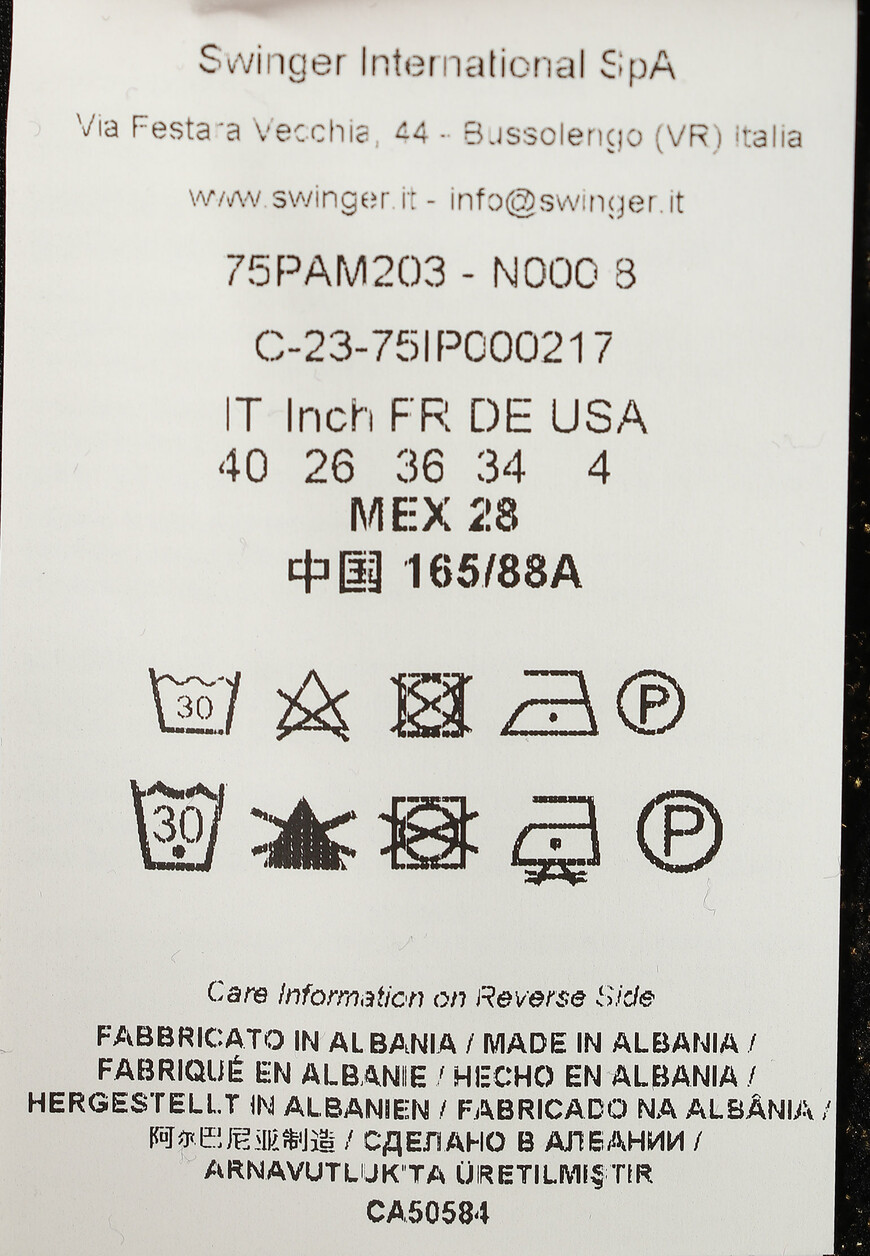 Swinger International SpA
Via Festara Vecchia, 44 - Bussolengo (VR) Italia
www.swinger.it - info@swinger.it
75PAM203 - N000 8
C-23-75IP000217
IT Inch FR DE USA
40 26 36 34 4
MEX 28
中国 165/88A
30 P
30 P
Care Information on Reverse Side
FABBRICATO IN ALBANIA / MADE IN ALBANIA /
FABRIQUÉ EN ALBANIE / HECHO EN ALBANIA /
HERGESTELLT IN ALBANIEN / FABRICADO NA ALBÂNIA /
阿尔巴尼亚制造 / СДЕЛАНО В АЛБАНИИ /
ARNAVUTLUK'TA ÜRETILMIŞTIR
CA50584